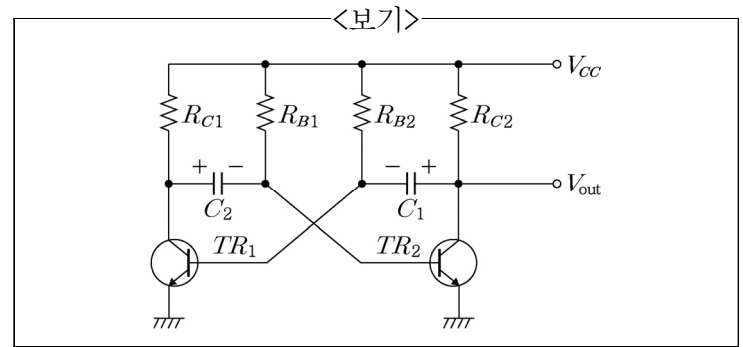 <보기>
V_CC
R_C1 R_B1 R_B2 R_C2
+ − − +
V_out
C_2 C_1
TR_1 TR_2